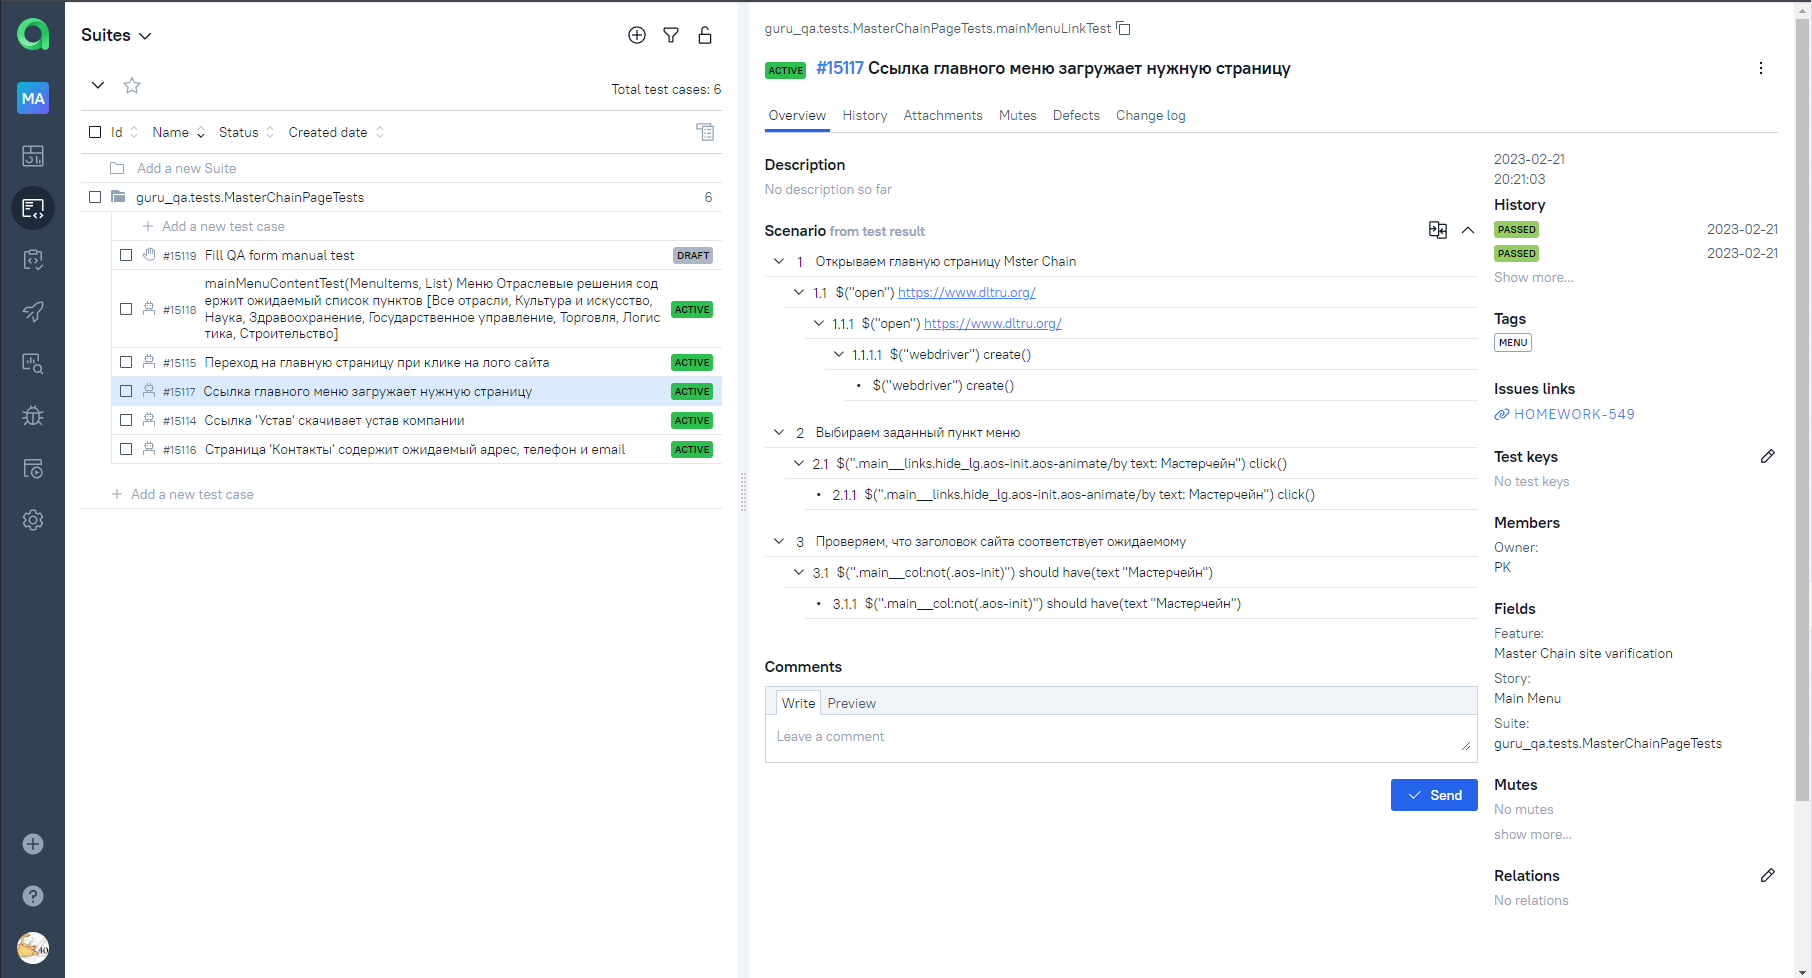 MA
Suites
Total test cases: 6
Id Name Status Created date
Add a new Suite
guru_qa.tests.MasterChainPageTests 6
Add a new test case
#15119 Fill QA form manual test DRAFT
#15118 mainMenuContentTest(MenuItems, List) Меню Отраслевые решения сод
ержит ожидаемый список пунктов [Все отрасли, Культура и искусство,
Наука, Здравоохранение, Государственное управление, Торговля, Логис
тика, Строительство] ACTIVE
#15115 Переход на главную страницу при клике на лого сайта ACTIVE
#15117 Ссылка главного меню загружает нужную страницу ACTIVE
#15114 Ссылка 'Устав' скачивает устав компании ACTIVE
#15116 Страница 'Контакты' содержит ожидаемый адрес, телефон и email ACTIVE
Add a new test case
guru_qa.tests.MasterChainPageTests.mainMenuLinkTest
ACTIVE #15117 Ссылка главного меню загружает нужную страницу
Overview History Attachments Mutes Defects Change log
Description
No description so far
Scenario from test result
1 Открываем главную страницу Mster Chain
1.1 $("open") https://www.dltru.org/
1.1.1 $("open") https://www.dltru.org/
1.1.1.1 $("webdriver") create()
• $("webdriver") create()
2 Выбираем заданный пункт меню
2.1 $(".main__links.hide_lg.aos-init.aos-animate/by text: Мастерчейн") click()
• 2.1.1 $(".main__links.hide_lg.aos-init.aos-animate/by text: Мастерчейн") click()
3 Проверяем, что заголовок сайта соответствует ожидаемому
3.1 $(".main__col:not(.aos-init)") should have(text "Мастерчейн")
• 3.1.1 $(".main__col:not(.aos-init)") should have(text "Мастерчейн")
Comments
Write Preview
Leave a comment
Send
2023-02-21
20:21:03
History
PASSED 2023-02-21
PASSED 2023-02-21
Show more...
Tags
MENU
Issues links
HOMEWORK-549
Test keys
No test keys
Members
Owner:
PK
Fields
Feature:
Master Chain site varification
Story:
Main Menu
Suite:
guru_qa.tests.MasterChainPageTests
Mutes
No mutes
show more...
Relations
No relations